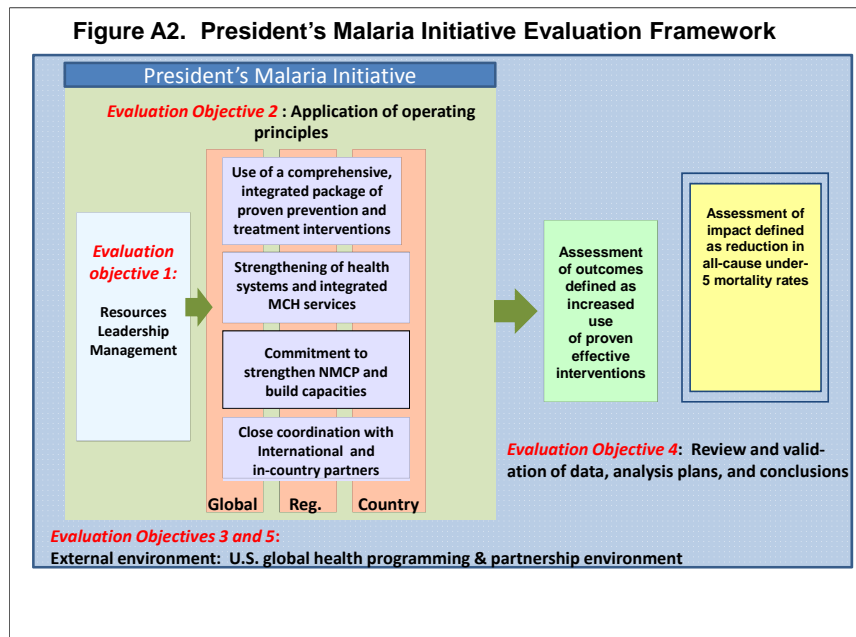 Figure A2.  President's Malaria Initiative Evaluation Framework
President's Malaria Initiative
Evaluation Objective 2 : Application of operating
principles
Use of a comprehensive,
integrated package of
proven prevention and
treatment interventions
Evaluation
objective 1:
Resources
Leadership
Management
Strengthening of health
systems and integrated
MCH services
Commitment to
strengthen NMCP and
build capacities
Close coordination with
International  and
in-country partners
Global
Reg.
Country
Assessment
of outcomes
defined as
increased
use
of proven
effective
interventions
Assessment of
impact defined
as reduction in
all-cause under-
5 mortality rates
Evaluation Objective 4:  Review and valid-
ation of data, analysis plans, and conclusions
Evaluation Objectives 3 and 5:
External environment:  U.S. global health programming & partnership environment